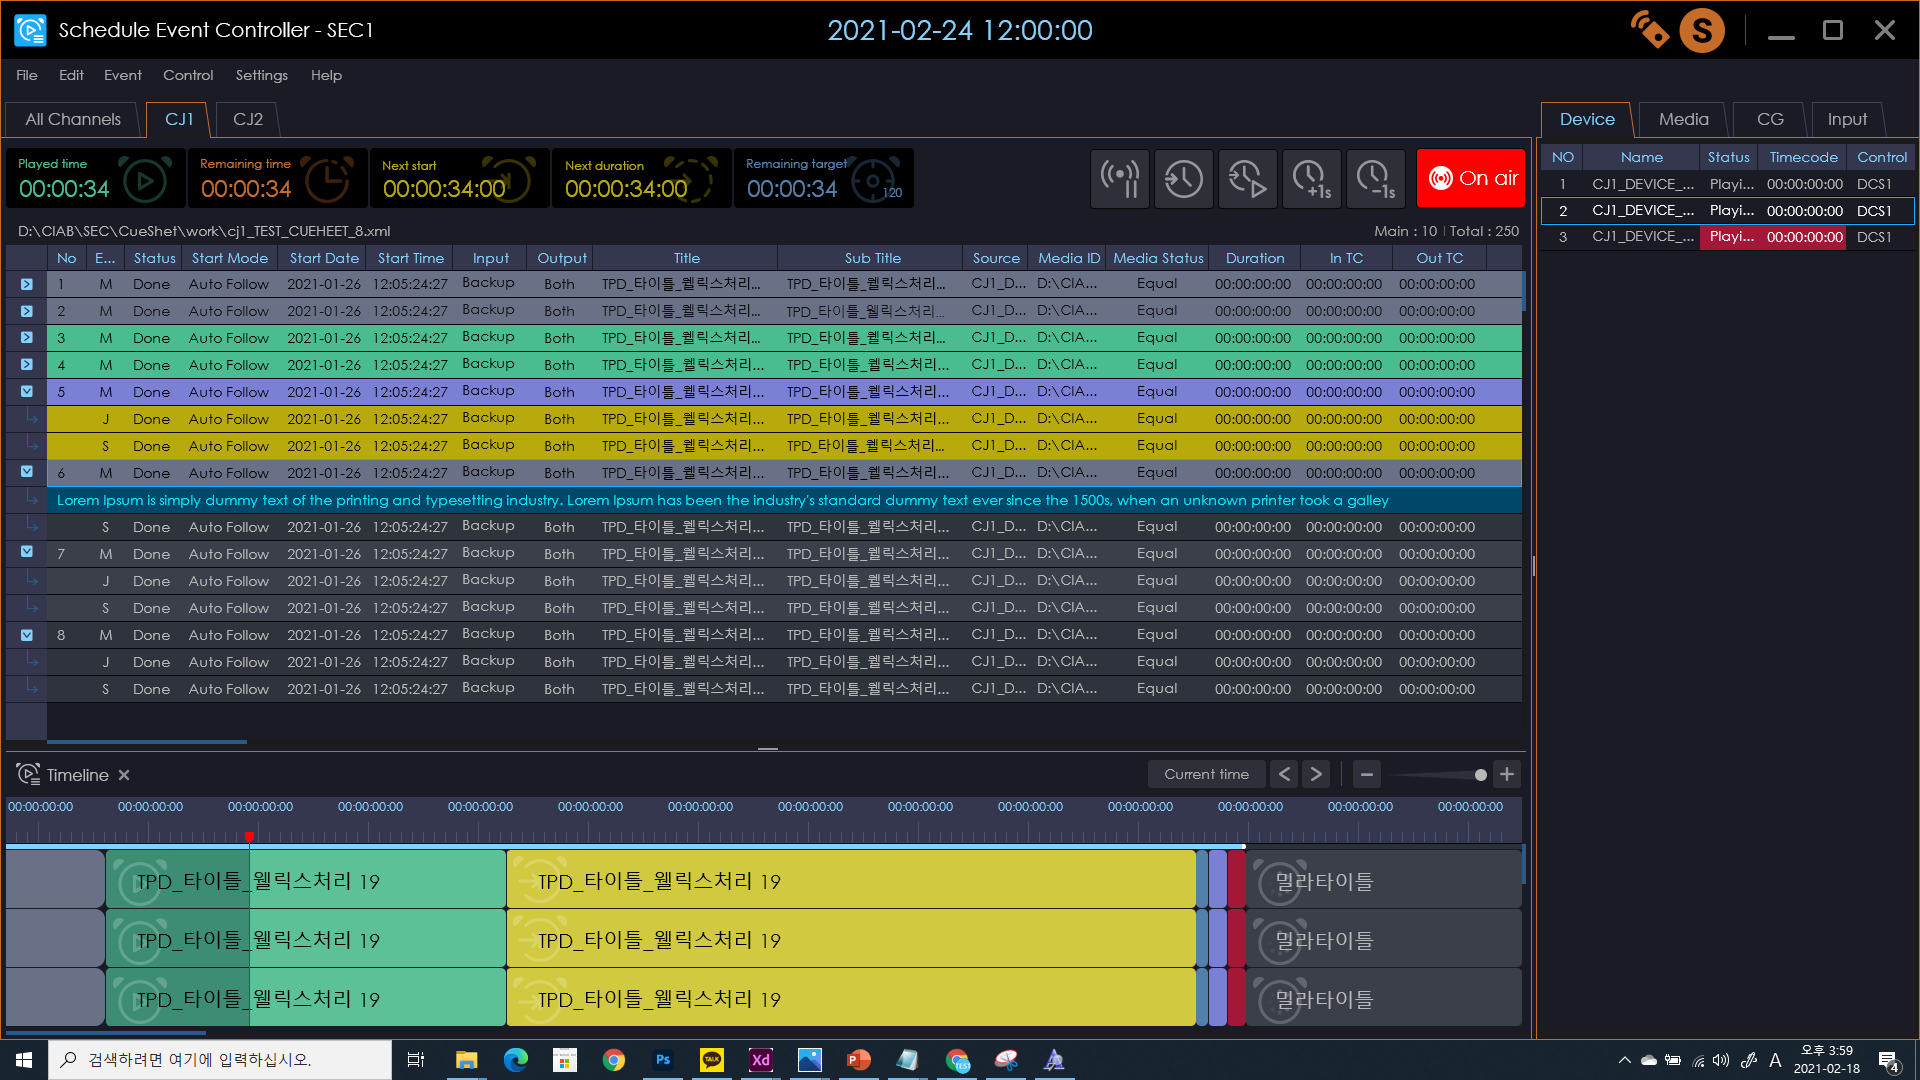 Schedule Event Controller - SEC1
2021-02-24 12:00:00
S
File Edit Event Control Settings Help
All Channels CJ1 CJ2
Device Media CG Input
Played time 00:00:34
Remaining time 00:00:34
Next start 00:00:34:00
Next duration 00:00:34:00
Remaining target 00:00:34 120
+1s
-1s
On air
D:\CIAB\SEC\CueShet\work\cj1_TEST_CUEHEET_8.xml
Main : 10 | Total : 250
No E... Status Start Mode Start Date Start Time Input Output Title Sub Title Source Media ID Media Status Duration In TC Out TC
1 M Done Auto Follow 2021-01-26 12:05:24:27 Backup Both TPD_타이틀_웰릭스처리... TPD_타이틀_웰릭스처리... CJ1_D... D:\CIA... Equal 00:00:00:00 00:00:00:00 00:00:00:00
2 M Done Auto Follow 2021-01-26 12:05:24:27 Backup Both TPD_타이틀_웰릭스처리... TPD_타이틀_웰릭스처리... CJ1_D... D:\CIA... Equal 00:00:00:00 00:00:00:00 00:00:00:00
3 M Done Auto Follow 2021-01-26 12:05:24:27 Backup Both TPD_타이틀_웰릭스처리... TPD_타이틀_웰릭스처리... CJ1_D... D:\CIA... Equal 00:00:00:00 00:00:00:00 00:00:00:00
4 M Done Auto Follow 2021-01-26 12:05:24:27 Backup Both TPD_타이틀_웰릭스처리... TPD_타이틀_웰릭스처리... CJ1_D... D:\CIA... Equal 00:00:00:00 00:00:00:00 00:00:00:00
5 M Done Auto Follow 2021-01-26 12:05:24:27 Backup Both TPD_타이틀_웰릭스처리... TPD_타이틀_웰릭스처리... CJ1_D... D:\CIA... Equal 00:00:00:00 00:00:00:00 00:00:00:00
J Done Auto Follow 2021-01-26 12:05:24:27 Backup Both TPD_타이틀_웰릭스처리... TPD_타이틀_웰릭스처리... CJ1_D... D:\CIA... Equal 00:00:00:00 00:00:00:00 00:00:00:00
S Done Auto Follow 2021-01-26 12:05:24:27 Backup Both TPD_타이틀_웰릭스처리... TPD_타이틀_웰릭스처리... CJ1_D... D:\CIA... Equal 00:00:00:00 00:00:00:00 00:00:00:00
6 M Done Auto Follow 2021-01-26 12:05:24:27 Backup Both TPD_타이틀_웰릭스처리... TPD_타이틀_웰릭스처리... CJ1_D... D:\CIA... Equal 00:00:00:00 00:00:00:00 00:00:00:00
Lorem Ipsum is simply dummy text of the printing and typesetting industry. Lorem Ipsum has been the industry's standard dummy text ever since the 1500s, when an unknown printer took a galley
S Done Auto Follow 2021-01-26 12:05:24:27 Backup Both TPD_타이틀_웰릭스처리... TPD_타이틀_웰릭스처리... CJ1_D... D:\CIA... Equal 00:00:00:00 00:00:00:00 00:00:00:00
7 M Done Auto Follow 2021-01-26 12:05:24:27 Backup Both TPD_타이틀_웰릭스처리... TPD_타이틀_웰릭스처리... CJ1_D... D:\CIA... Equal 00:00:00:00 00:00:00:00 00:00:00:00
J Done Auto Follow 2021-01-26 12:05:24:27 Backup Both TPD_타이틀_웰릭스처리... TPD_타이틀_웰릭스처리... CJ1_D... D:\CIA... Equal 00:00:00:00 00:00:00:00 00:00:00:00
S Done Auto Follow 2021-01-26 12:05:24:27 Backup Both TPD_타이틀_웰릭스처리... TPD_타이틀_웰릭스처리... CJ1_D... D:\CIA... Equal 00:00:00:00 00:00:00:00 00:00:00:00
8 M Done Auto Follow 2021-01-26 12:05:24:27 Backup Both TPD_타이틀_웰릭스처리... TPD_타이틀_웰릭스처리... CJ1_D... D:\CIA... Equal 00:00:00:00 00:00:00:00 00:00:00:00
J Done Auto Follow 2021-01-26 12:05:24:27 Backup Both TPD_타이틀_웰릭스처리... TPD_타이틀_웰릭스처리... CJ1_D... D:\CIA... Equal 00:00:00:00 00:00:00:00 00:00:00:00
S Done Auto Follow 2021-01-26 12:05:24:27 Backup Both TPD_타이틀_웰릭스처리... TPD_타이틀_웰릭스처리... CJ1_D... D:\CIA... Equal 00:00:00:00 00:00:00:00 00:00:00:00
NO Name Status Timecode Control
1 CJ1_DEVICE_... Playi... 00:00:00:00 DCS1
2 CJ1_DEVICE_... Playi... 00:00:00:00 DCS1
3 CJ1_DEVICE_... Playi... 00:00:00:00 DCS1
Timeline
Current time
00:00:00:00 00:00:00:00 00:00:00:00 00:00:00:00 00:00:00:00 00:00:00:00 00:00:00:00 00:00:00:00 00:00:00:00 00:00:00:00 00:00:00:00 00:00:00:00 00:00:00:00 00:00:00:00
TPD_타이틀_웰릭스처리 19 TPD_타이틀_웰릭스처리 19 밀라타이틀
TPD_타이틀_웰릭스처리 19 TPD_타이틀_웰릭스처리 19 밀라타이틀
TPD_타이틀_웰릭스처리 19 TPD_타이틀_웰릭스처리 19 밀라타이틀
검색하려면 여기에 입력하십시오.
Ps
TALK
Xd
P
TEST
A
오후 3:59
2021-02-18
4